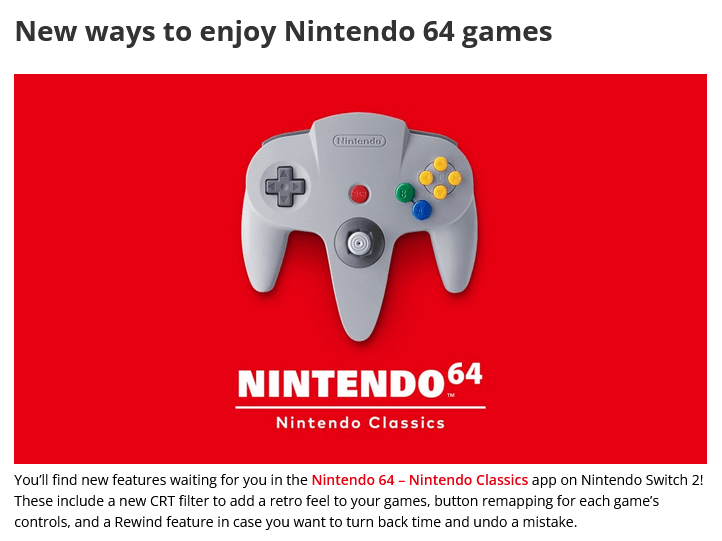 New ways to enjoy Nintendo 64 games
Nintendo
NINTENDO 64
TM
Nintendo Classics
You'll find new features waiting for you in the Nintendo 64 – Nintendo Classics app on Nintendo Switch 2!
These include a new CRT filter to add a retro feel to your games, button remapping for each game's
controls, and a Rewind feature in case you want to turn back time and undo a mistake.